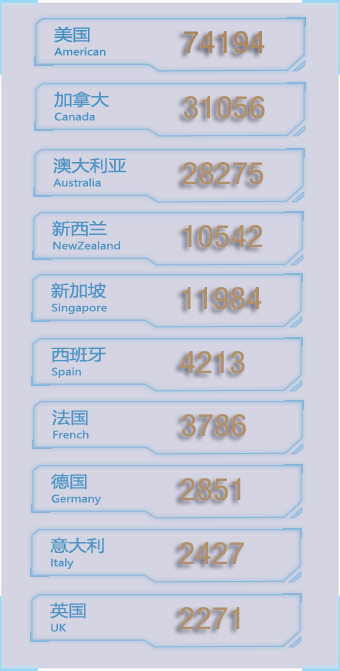 美国 74194
American
加拿大 31056
Canada
澳大利亚 28275
Australia
新西兰 10542
NewZealand
新加坡 11984
Singapore
西班牙 4213
Spain
法国 3786
French
德国 2851
Germany
意大利 2427
Italy
英国 2271
UK